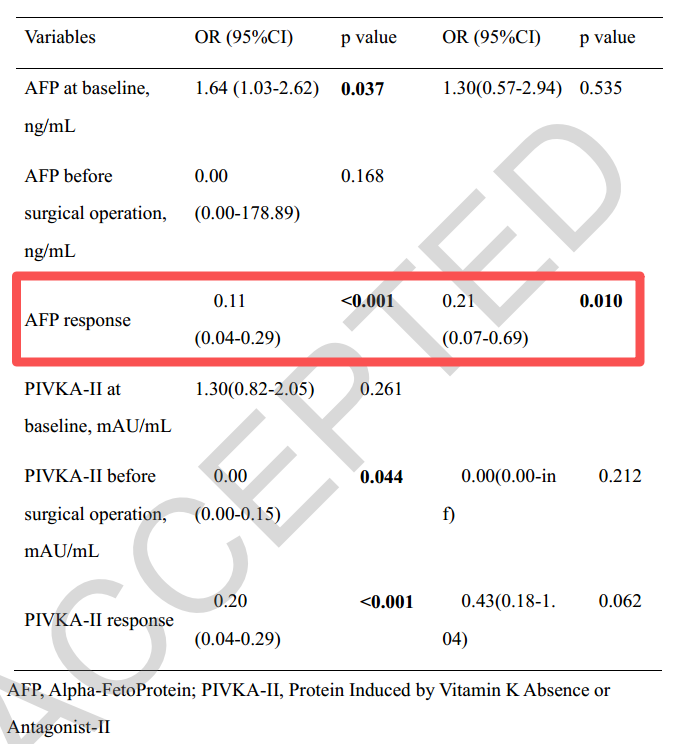 Variables OR (95%CI) p value OR (95%CI) p value
AFP at baseline, 1.64 (1.03-2.62) 0.037 1.30(0.57-2.94) 0.535
ng/mL
AFP before 0.00 0.168
surgical operation, (0.00-178.89)
ng/mL
0.11 <0.001 0.21 0.010
AFP response
(0.04-0.29) (0.07-0.69)
PIVKA-II at 1.30(0.82-2.05) 0.261
baseline, mAU/mL
PIVKA-II before 0.00 0.044 0.00(0.00-in 0.212
surgical operation, (0.00-0.15) f)
mAU/mL
0.20 <0.001 0.43(0.18-1. 0.062
PIVKA-II response
(0.04-0.29) 04)
AFP, Alpha-FetoProtein; PIVKA-II, Protein Induced by Vitamin K Absence or
Antagonist-II
ACCEPTED